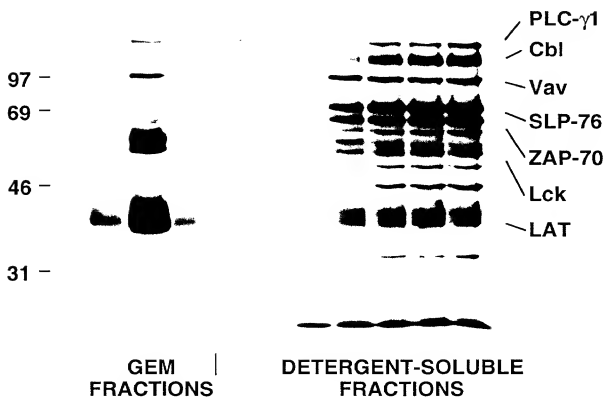 PLC-γ1
Cbl
97 –
Vav
69 –
SLP-76
ZAP-70
46 –
Lck
LAT
31 –
GEM
FRACTIONS
DETERGENT-SOLUBLE
FRACTIONS